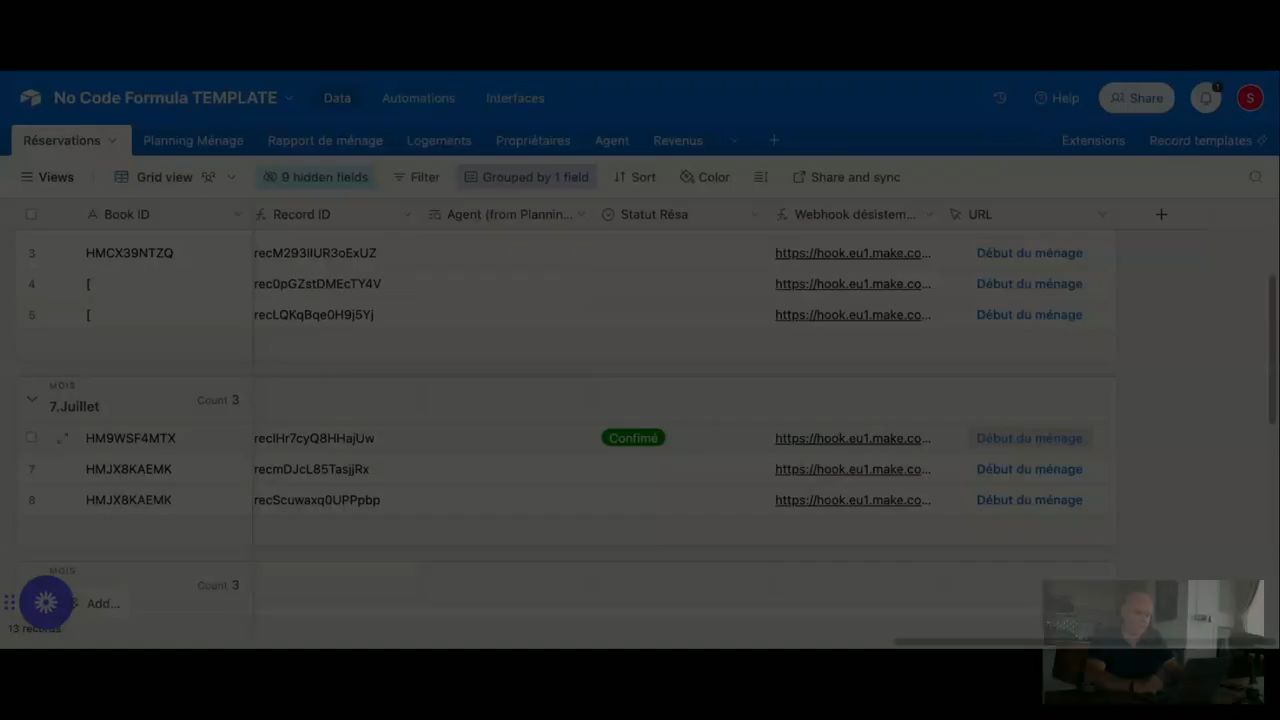 No Code Formula TEMPLATE Data Automations Interfaces Help Share 1 S
Réservations Planning Ménage Rapport de ménage Logements Propriétaires Agent Revenus Extensions Record templates
Views Grid view 9 hidden fields Filter Grouped by 1 field Sort Color Share and sync
Book ID Record ID Agent (from Plannin... Statut Résa Webhook désistem... URL
3 HMCX39NTZQ recM293lIUR3oExUZ https://hook.eu1.make.co... Début du ménage
4 [ rec0pGZstDMEcTY4V https://hook.eu1.make.co... Début du ménage
5 [ recLQKqBqe0H9j5Yj https://hook.eu1.make.co... Début du ménage
MOIS
7.Juillet Count 3
HM9WSF4MTX recIHr7cyQ8HHajUw Confimé https://hook.eu1.make.co... Début du ménage
7 HMJX8KAEMK recmDJcL85TasjjRx https://hook.eu1.make.co... Début du ménage
8 HMJX8KAEMK recScuwaxq0UPPpbp https://hook.eu1.make.co... Début du ménage
MOIS
Count 3
Add...
13 records